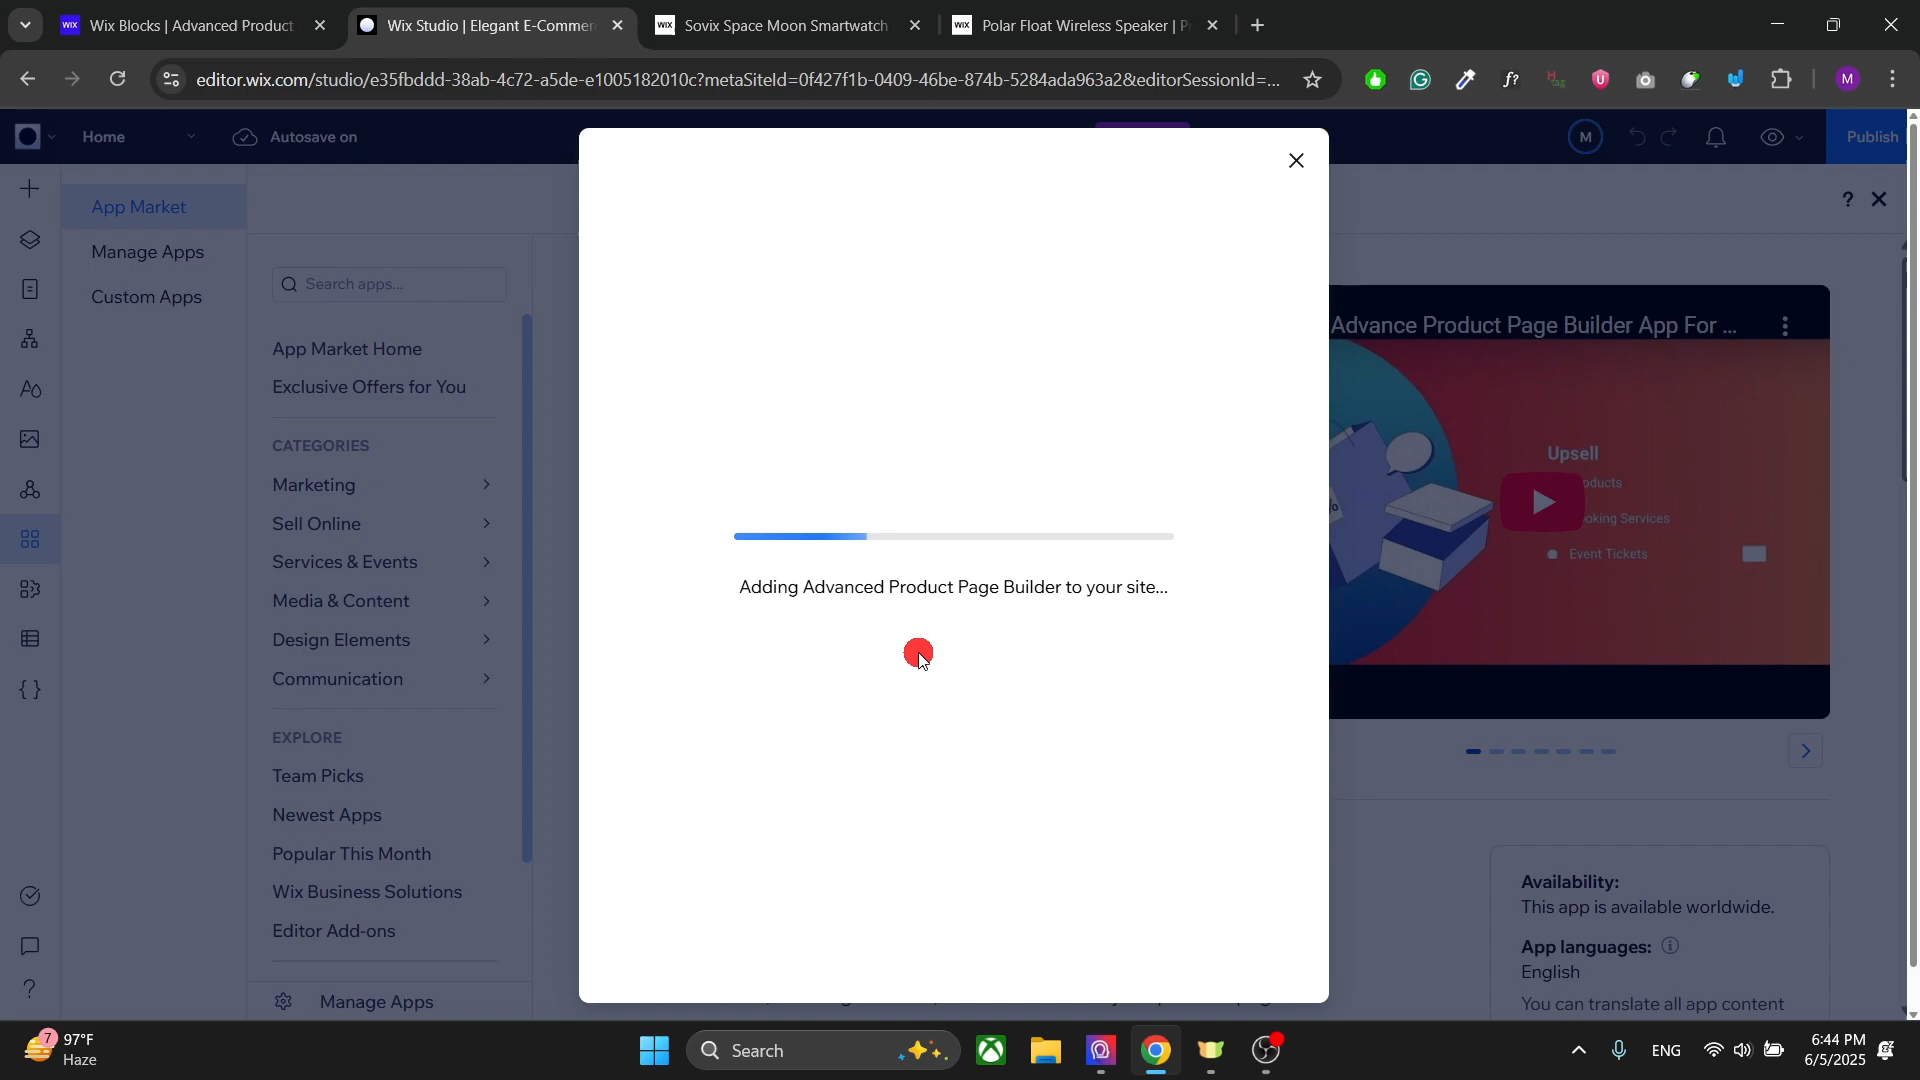 Wix Blocks | Advanced Product
Wix Studio | Elegant E-Commer
Sovix Space Moon Smartwatch
Polar Float Wireless Speaker | P
editor.wix.com/studio/e35fbddd-38ab-4c72-a5de-e1005182010c?metaSiteId=0f427f1b-0409-46be-874b-5284ada963a2&editorSessionId=...
M
Home
Autosave on
M
Publish
App Market
Manage Apps
Custom Apps
Search apps...
App Market Home
Exclusive Offers for You
CATEGORIES
Marketing
Sell Online
Services & Events
Media & Content
Design Elements
Communication
EXPLORE
Team Picks
Newest Apps
Popular This Month
Wix Business Solutions
Editor Add-ons
Manage Apps
Adding Advanced Product Page Builder to your site...
Advance Product Page Builder App For ...
Upsell
oducts
oking Services
Event Tickets
Availability:
This app is available worldwide.
App languages:
English
You can translate all app content
7
97°F
Haze
Search
ENG
6:44 PM
6/5/2025